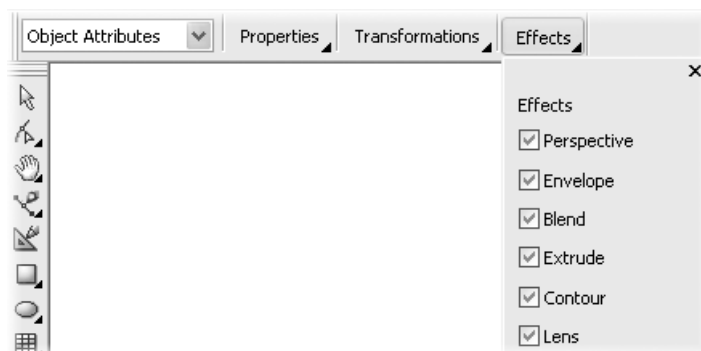 Object Attributes Properties Transformations Effects
Effects
Perspective
Envelope
Blend
Extrude
Contour
Lens